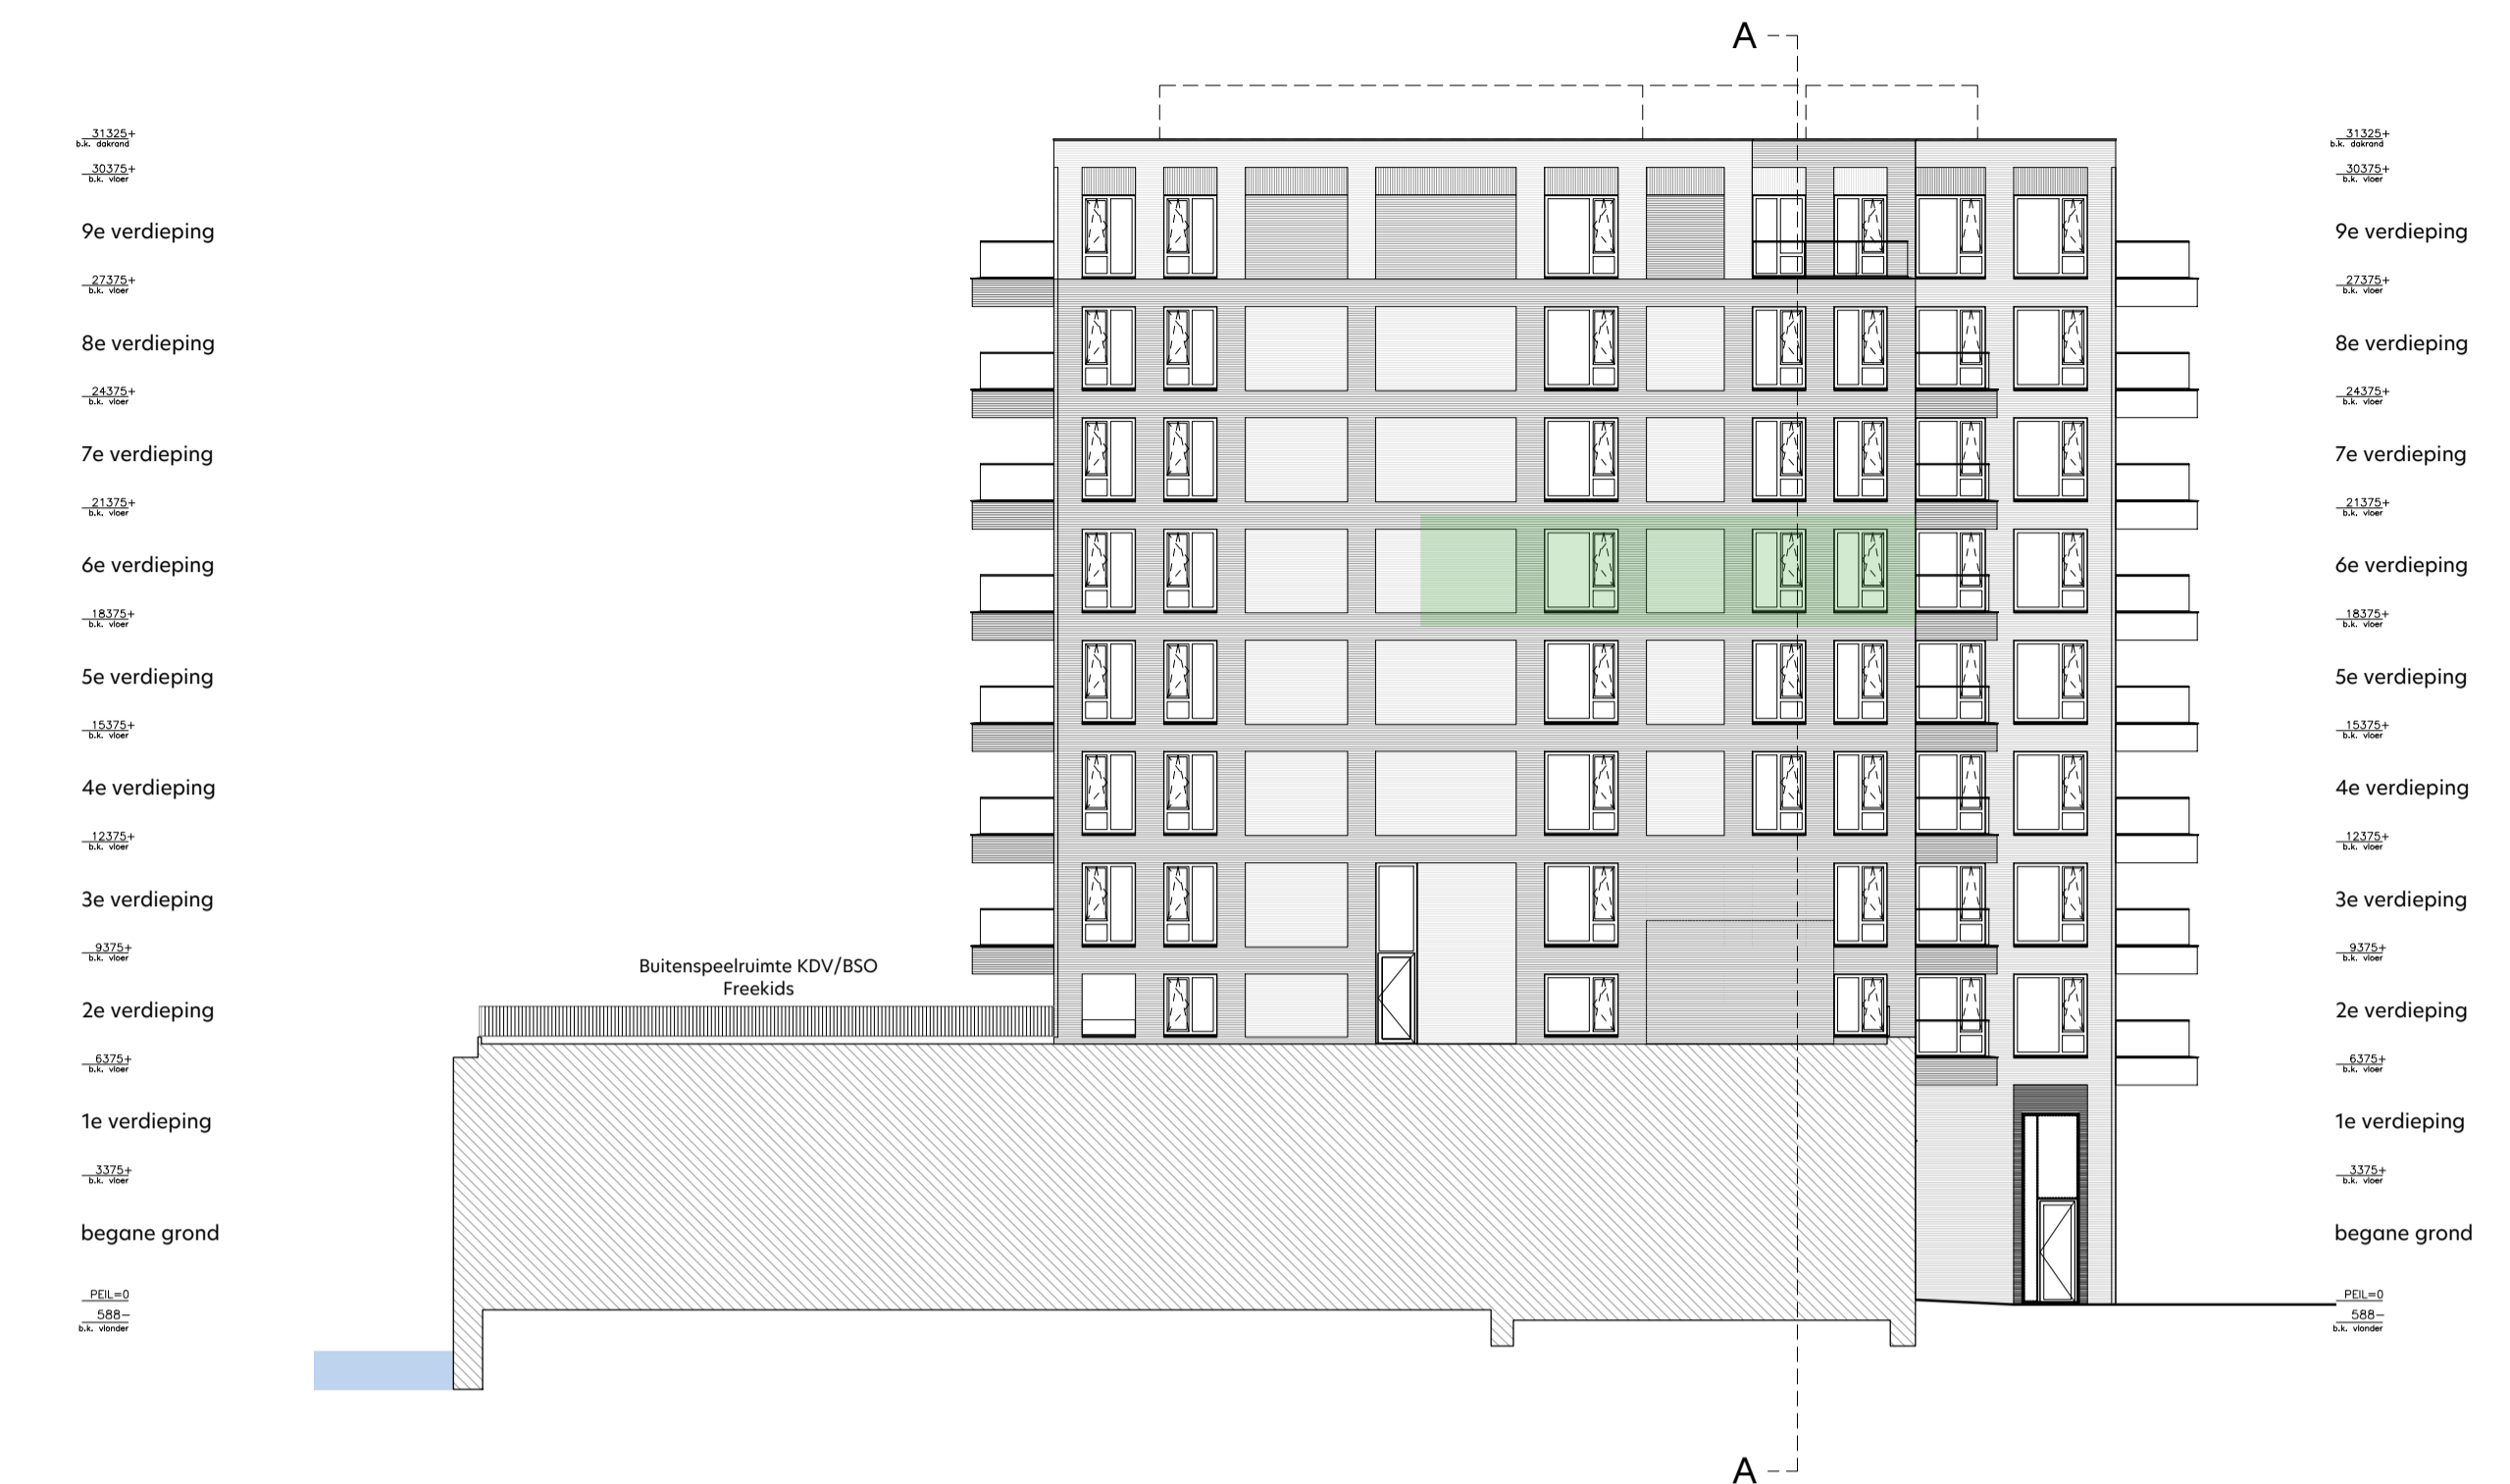 A
31325+
b.k. dakrand
30375+
b.k. vloer
9e verdieping
27375+
b.k. vloer
8e verdieping
24375+
b.k. vloer
7e verdieping
21375+
b.k. vloer
6e verdieping
18375+
b.k. vloer
5e verdieping
15375+
b.k. vloer
4e verdieping
12375+
b.k. vloer
3e verdieping
9375+
b.k. vloer
2e verdieping
6375+
b.k. vloer
1e verdieping
3375+
b.k. vloer
begane grond
PEIL=0
588-
b.k. vlonder
Buitenspeelruimte KDV/BSO
Freekids
31325+
b.k. dakrand
30375+
b.k. vloer
9e verdieping
27375+
b.k. vloer
8e verdieping
24375+
b.k. vloer
7e verdieping
21375+
b.k. vloer
6e verdieping
18375+
b.k. vloer
5e verdieping
15375+
b.k. vloer
4e verdieping
12375+
b.k. vloer
3e verdieping
9375+
b.k. vloer
2e verdieping
6375+
b.k. vloer
1e verdieping
3375+
b.k. vloer
begane grond
PEIL=0
588-
b.k. vlonder
A